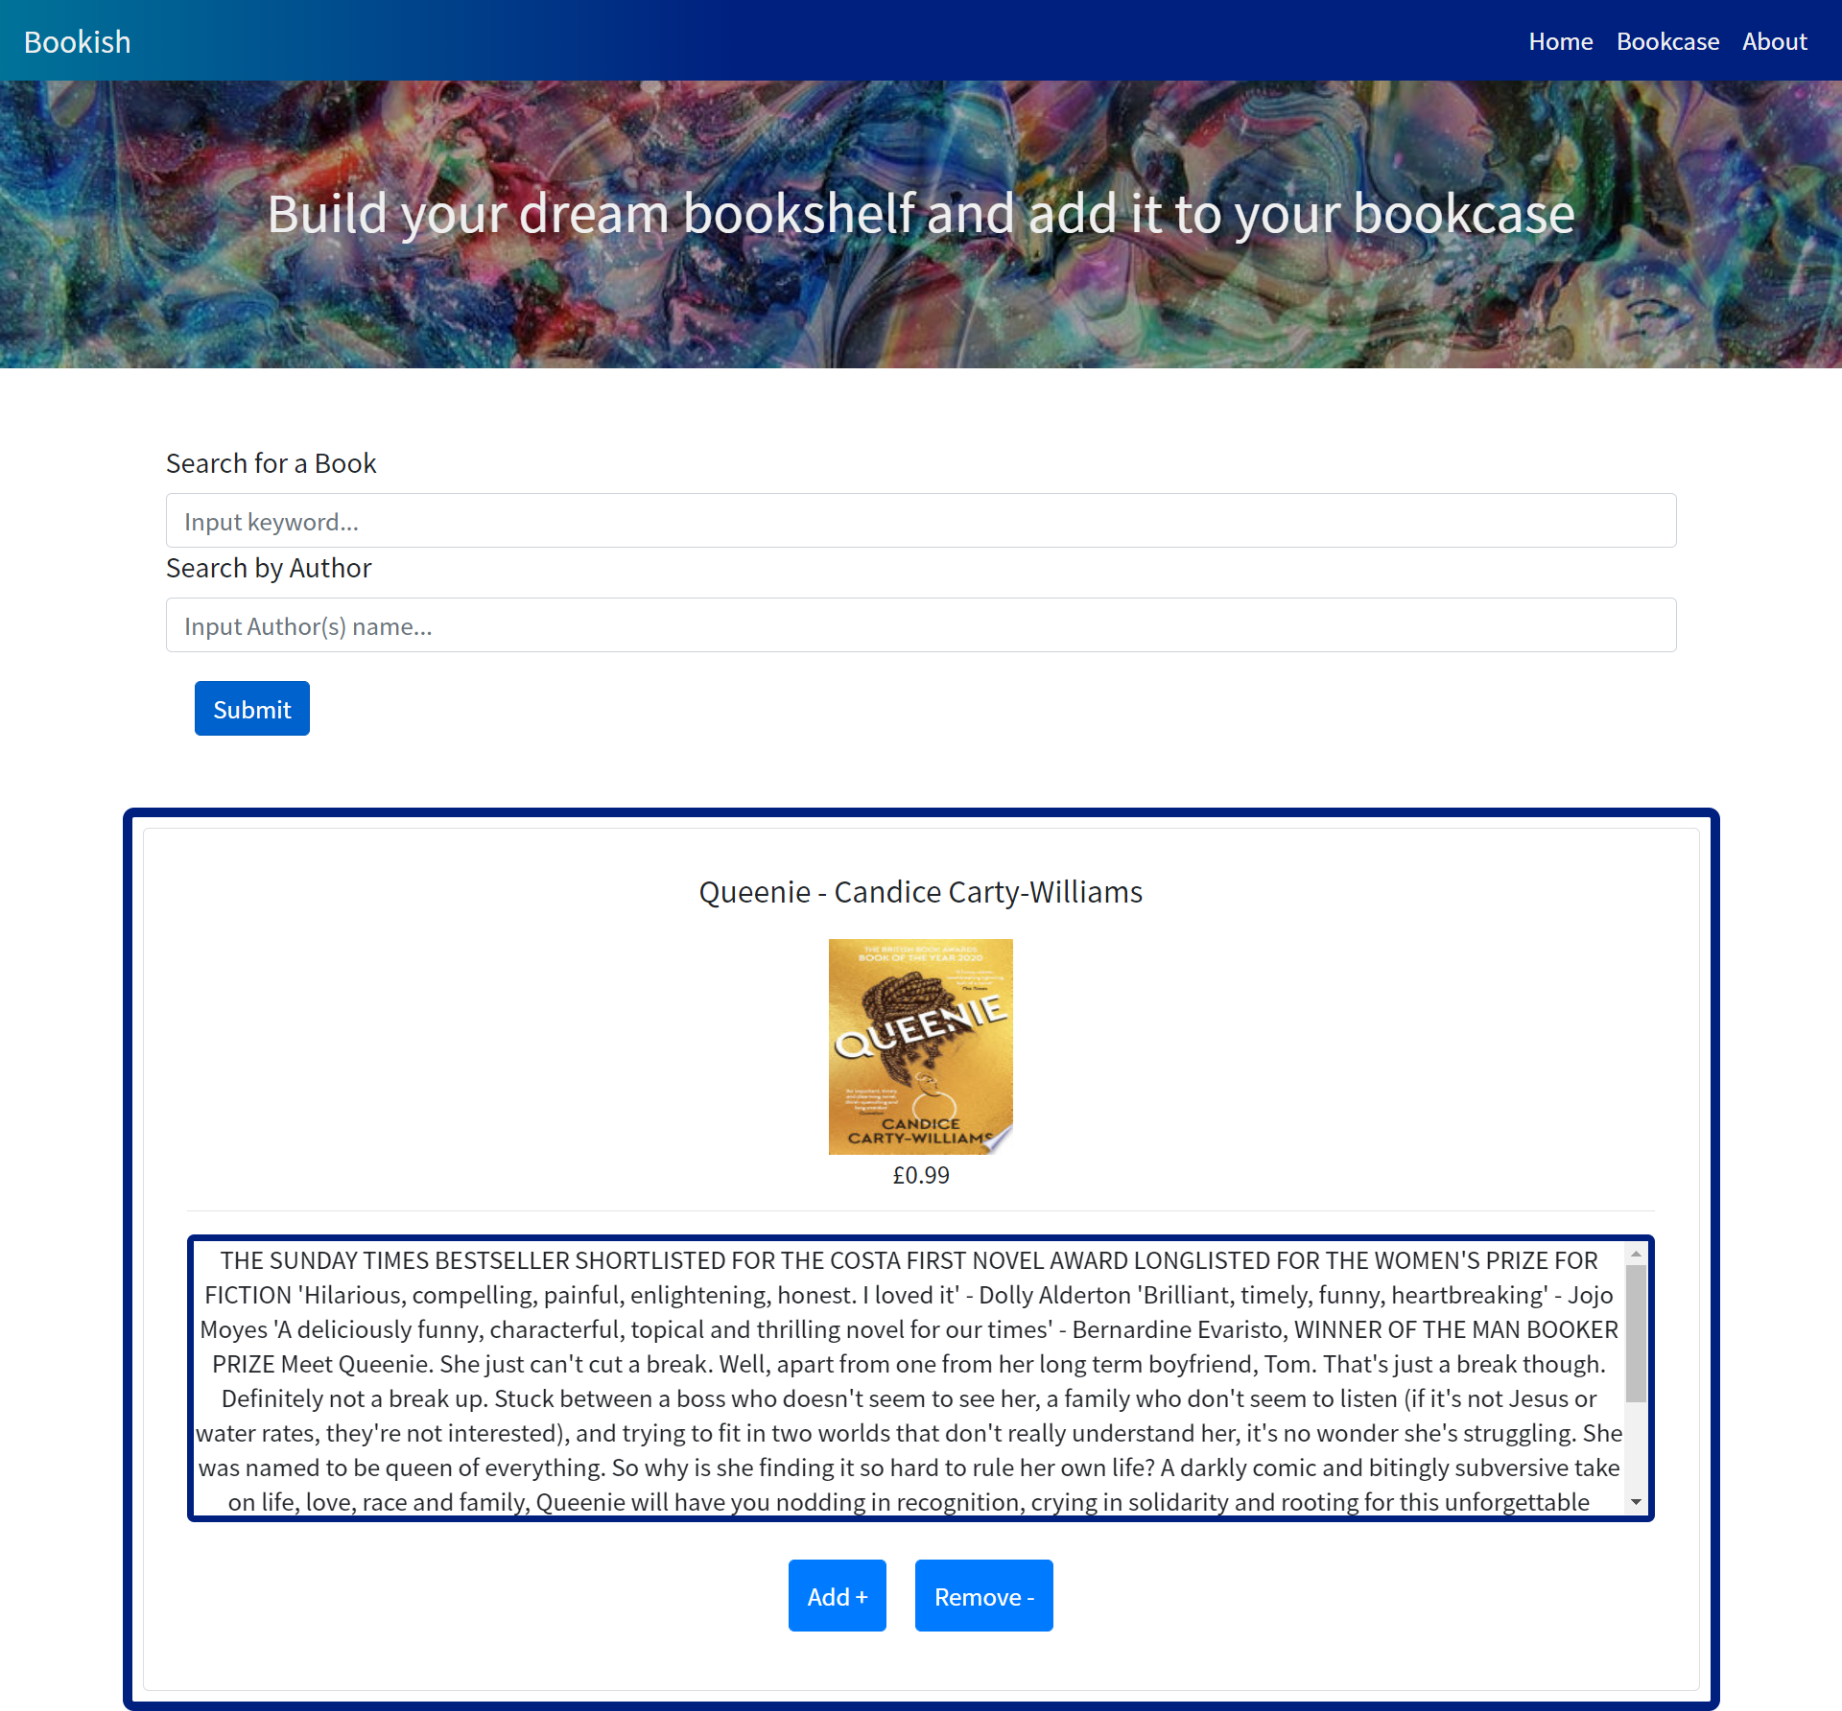 Bookish
Home Bookcase About
Build your dream bookshelf and add it to your bookcase
Search for a Book
Input keyword...
Search by Author
Input Author(s) name...
Submit
Queenie - Candice Carty-Williams
THE BRITISH BOOK AWARDS
BOOK OF THE YEAR 2020
The Times
QUEENIE
CANDICE
CARTY-WILLIAMS
£0.99
THE SUNDAY TIMES BESTSELLER SHORTLISTED FOR THE COSTA FIRST NOVEL AWARD LONGLISTED FOR THE WOMEN'S PRIZE FOR
FICTION 'Hilarious, compelling, painful, enlightening, honest. I loved it' - Dolly Alderton 'Brilliant, timely, funny, heartbreaking' - Jojo
Moyes 'A deliciously funny, characterful, topical and thrilling novel for our times' - Bernardine Evaristo, WINNER OF THE MAN BOOKER
PRIZE Meet Queenie. She just can't cut a break. Well, apart from one from her long term boyfriend, Tom. That's just a break though.
Definitely not a break up. Stuck between a boss who doesn't seem to see her, a family who don't seem to listen (if it's not Jesus or
water rates, they're not interested), and trying to fit in two worlds that don't really understand her, it's no wonder she's struggling. She
was named to be queen of everything. So why is she finding it so hard to rule her own life? A darkly comic and bitingly subversive take
on life, love, race and family, Queenie will have you nodding in recognition, crying in solidarity and rooting for this unforgettable
Add + Remove -